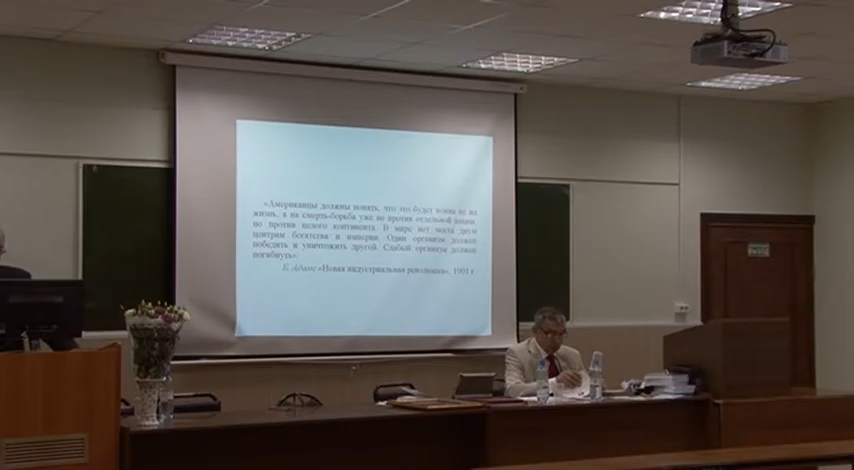 «Американцы должны понять, что это будет война не на
жизнь, а на смерть-борьба уже не против отдельной нации,
но против целого континента. В мире нет места двум
центрам богатства и империи. Один организм должен
победить и уничтожить другой. Слабый организм должен
погибнуть».
Б. Адамс «Новая индустриальная революция», 1901 г